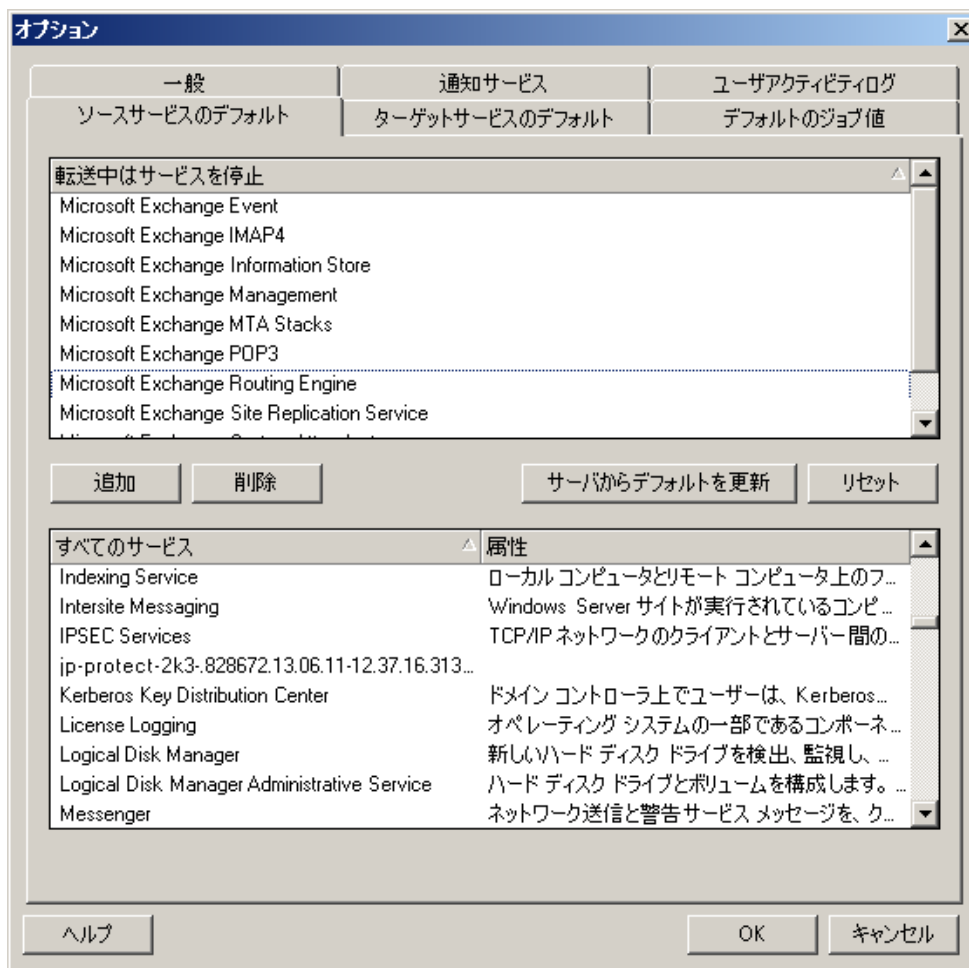 オプション
一般 通知サービス ユーザアクティビティログ
ソースサービスのデフォルト ターゲットサービスのデフォルト デフォルトのジョブ値
転送中はサービスを停止
Microsoft Exchange Event
Microsoft Exchange IMAP4
Microsoft Exchange Information Store
Microsoft Exchange Management
Microsoft Exchange MTA Stacks
Microsoft Exchange POP3
Microsoft Exchange Routing Engine
Microsoft Exchange Site Replication Service
追加 削除 サーバからデフォルトを更新 リセット
すべてのサービス 属性
Indexing Service ローカル コンピュータとリモート コンピュータ上のフ...
Intersite Messaging Windows Server サイトが実行されているコンピ...
IPSEC Services TCP/IP ネットワークのクライアントとサーバー間の...
jp-protect-2k3-.828672.13.06.11-12.37.16.313...
Kerberos Key Distribution Center ドメイン コントローラ上でユーザーは、Kerberos...
License Logging オペレーティング システムの一部であるコンポーネ...
Logical Disk Manager 新しいハード ディスク ドライブを検出、監視し、...
Logical Disk Manager Administrative Service ハード ディスク ドライブとボリュームを構成します。...
Messenger ネットワーク送信と警告サービス メッセージを、ク...
ヘルプ OK キャンセル